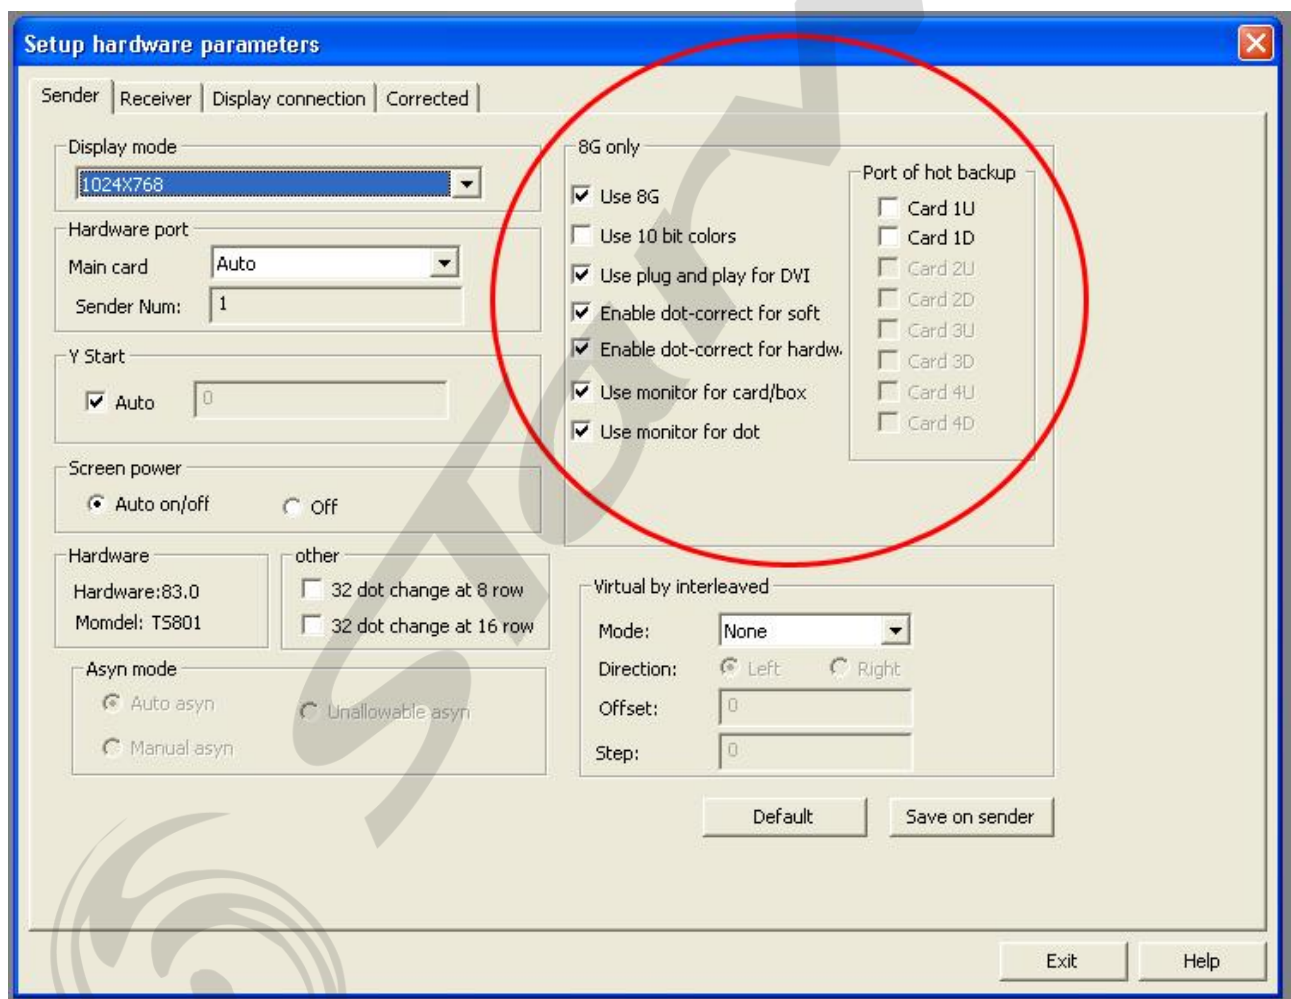 Setup hardware parameters
Sender
Receiver
Display connection
Corrected
Display mode
1024X768
Hardware port
Main card
Auto
Sender Num:
1
Y Start
Auto
0
Screen power
Auto on/off
Off
Hardware
Hardware:83.0
Momdel: TS801
other
32 dot change at 8 row
32 dot change at 16 row
Asyn mode
Auto asyn
Unallowable asyn
Manual asyn
8G only
Use 8G
Use 10 bit colors
Use plug and play for DVI
Enable dot-correct for soft
Enable dot-correct for hardw
Use monitor for card/box
Use monitor for dot
Port of hot backup
Card 1U
Card 1D
Card 2U
Card 2D
Card 3U
Card 3D
Card 4U
Card 4D
Virtual by interleaved
Mode:
None
Direction:
Left
Right
Offset:
0
Step:
0
Default
Save on sender
Exit
Help